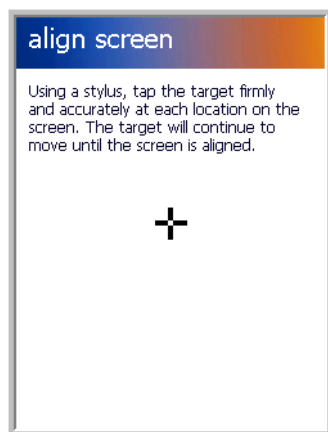 align screen
Using a stylus, tap the target firmly
and accurately at each location on the
screen. The target will continue to
move until the screen is aligned.